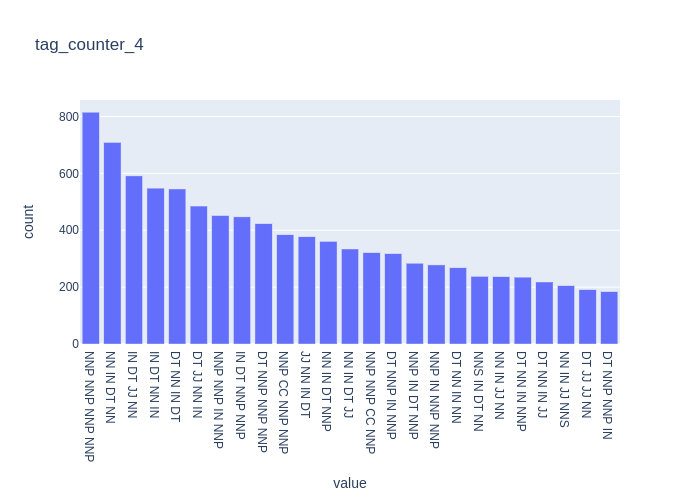 tag_counter_4
count
800
600
400
200
0
NNP NNP NNP NNP
NN IN DT NN
IN DT JJ NN
IN DT NN IN
DT NN IN DT
DT JJ NN IN
NNP NNP IN NNP
IN DT NNP NNP
DT NNP NNP NNP
NNP CC NNP NNP
JJ NN IN DT
NN IN DT NNP
NN IN DT JJ
NNP NNP CC NNP
DT NNP IN NNP
NNP IN DT NNP
NNP IN NNP NNP
DT NN IN NN
NNS IN DT NN
NN IN JJ NN
DT NN IN NNP
DT NN IN JJ
NN IN JJ NNS
DT JJ JJ NN
DT NNP NNP IN
value